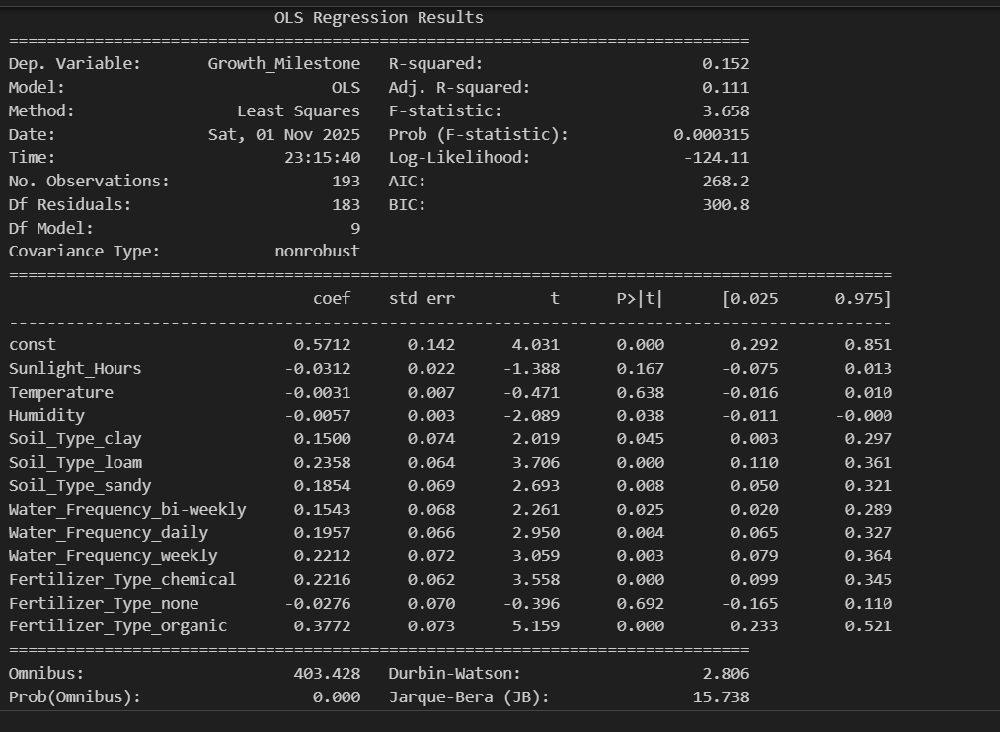 OLS Regression Results
==============================================================================
Dep. Variable:       Growth_Milestone   R-squared:                       0.152
Model:                            OLS   Adj. R-squared:                  0.111
Method:                 Least Squares   F-statistic:                     3.658
Date:                Sat, 01 Nov 2025   Prob (F-statistic):           0.000315
Time:                        23:15:40   Log-Likelihood:                -124.11
No. Observations:                 193   AIC:                             268.2
Df Residuals:                     183   BIC:                             300.8
Df Model:                           9
Covariance Type:            nonrobust
=============================================================================================
                                coef    std err          t      P>|t|      [0.025      0.975]
---------------------------------------------------------------------------------------------
const                         0.5712      0.142      4.031      0.000       0.292       0.851
Sunlight_Hours               -0.0312      0.022     -1.388      0.167      -0.075       0.013
Temperature                  -0.0031      0.007     -0.471      0.638      -0.016       0.010
Humidity                     -0.0057      0.003     -2.089      0.038      -0.011      -0.000
Soil_Type_clay                0.1500      0.074      2.019      0.045       0.003       0.297
Soil_Type_loam                0.2358      0.064      3.706      0.000       0.110       0.361
Soil_Type_sandy               0.1854      0.069      2.693      0.008       0.050       0.321
Water_Frequency_bi-weekly     0.1543      0.068      2.261      0.025       0.020       0.289
Water_Frequency_daily         0.1957      0.066      2.950      0.004       0.065       0.327
Water_Frequency_weekly        0.2212      0.072      3.059      0.003       0.079       0.364
Fertilizer_Type_chemical      0.2216      0.062      3.558      0.000       0.099       0.345
Fertilizer_Type_none         -0.0276      0.070     -0.396      0.692      -0.165       0.110
Fertilizer_Type_organic       0.3772      0.073      5.159      0.000       0.233       0.521
==============================================================================
Omnibus:                      403.428   Durbin-Watson:                   2.806
Prob(Omnibus):                  0.000   Jarque-Bera (JB):               15.738